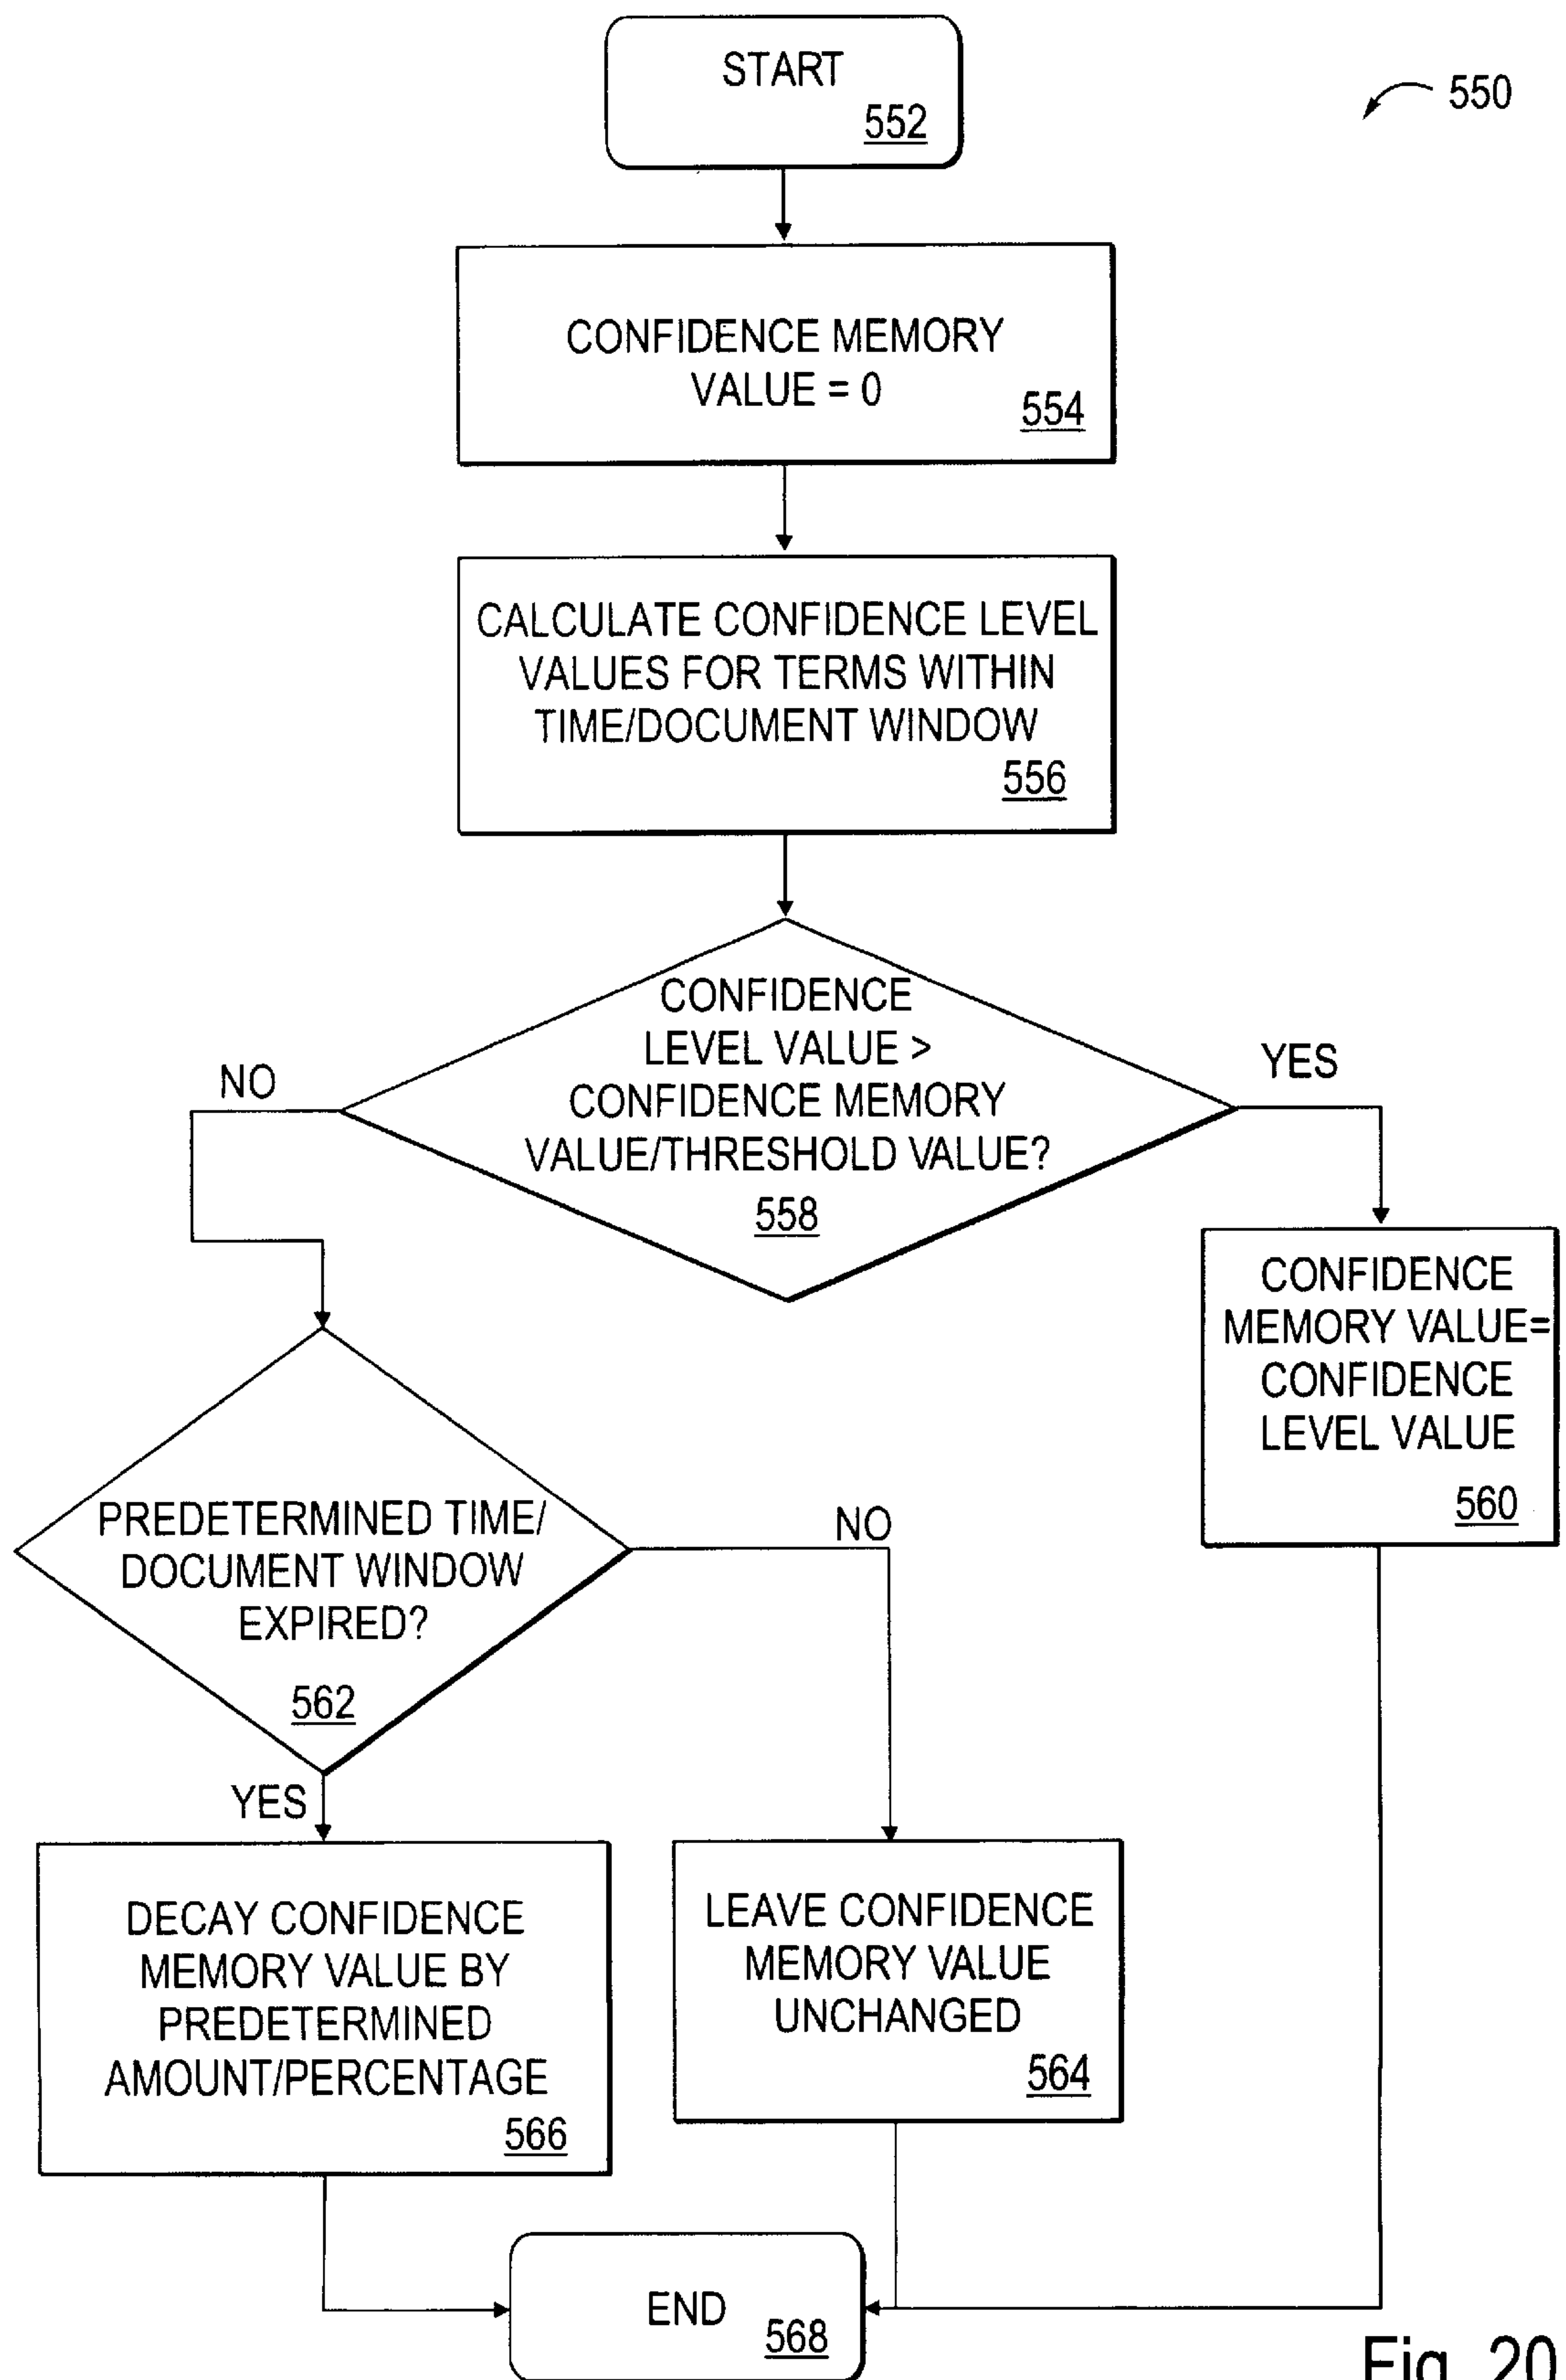 START
552
550
CONFIDENCE MEMORY
VALUE = 0
554
CALCULATE CONFIDENCE LEVEL
VALUES FOR TERMS WITHIN
TIME/DOCUMENT WINDOW
556
CONFIDENCE
LEVEL VALUE >
CONFIDENCE MEMORY
VALUE/THRESHOLD VALUE?
558
NO
YES
CONFIDENCE
MEMORY VALUE=
CONFIDENCE
LEVEL VALUE
560
PREDETERMINED TIME/
DOCUMENT WINDOW
EXPIRED?
562
NO
YES
DECAY CONFIDENCE
MEMORY VALUE BY
PREDETERMINED
AMOUNT/PERCENTAGE
566
LEAVE CONFIDENCE
MEMORY VALUE
UNCHANGED
564
END
568
Fig. 20